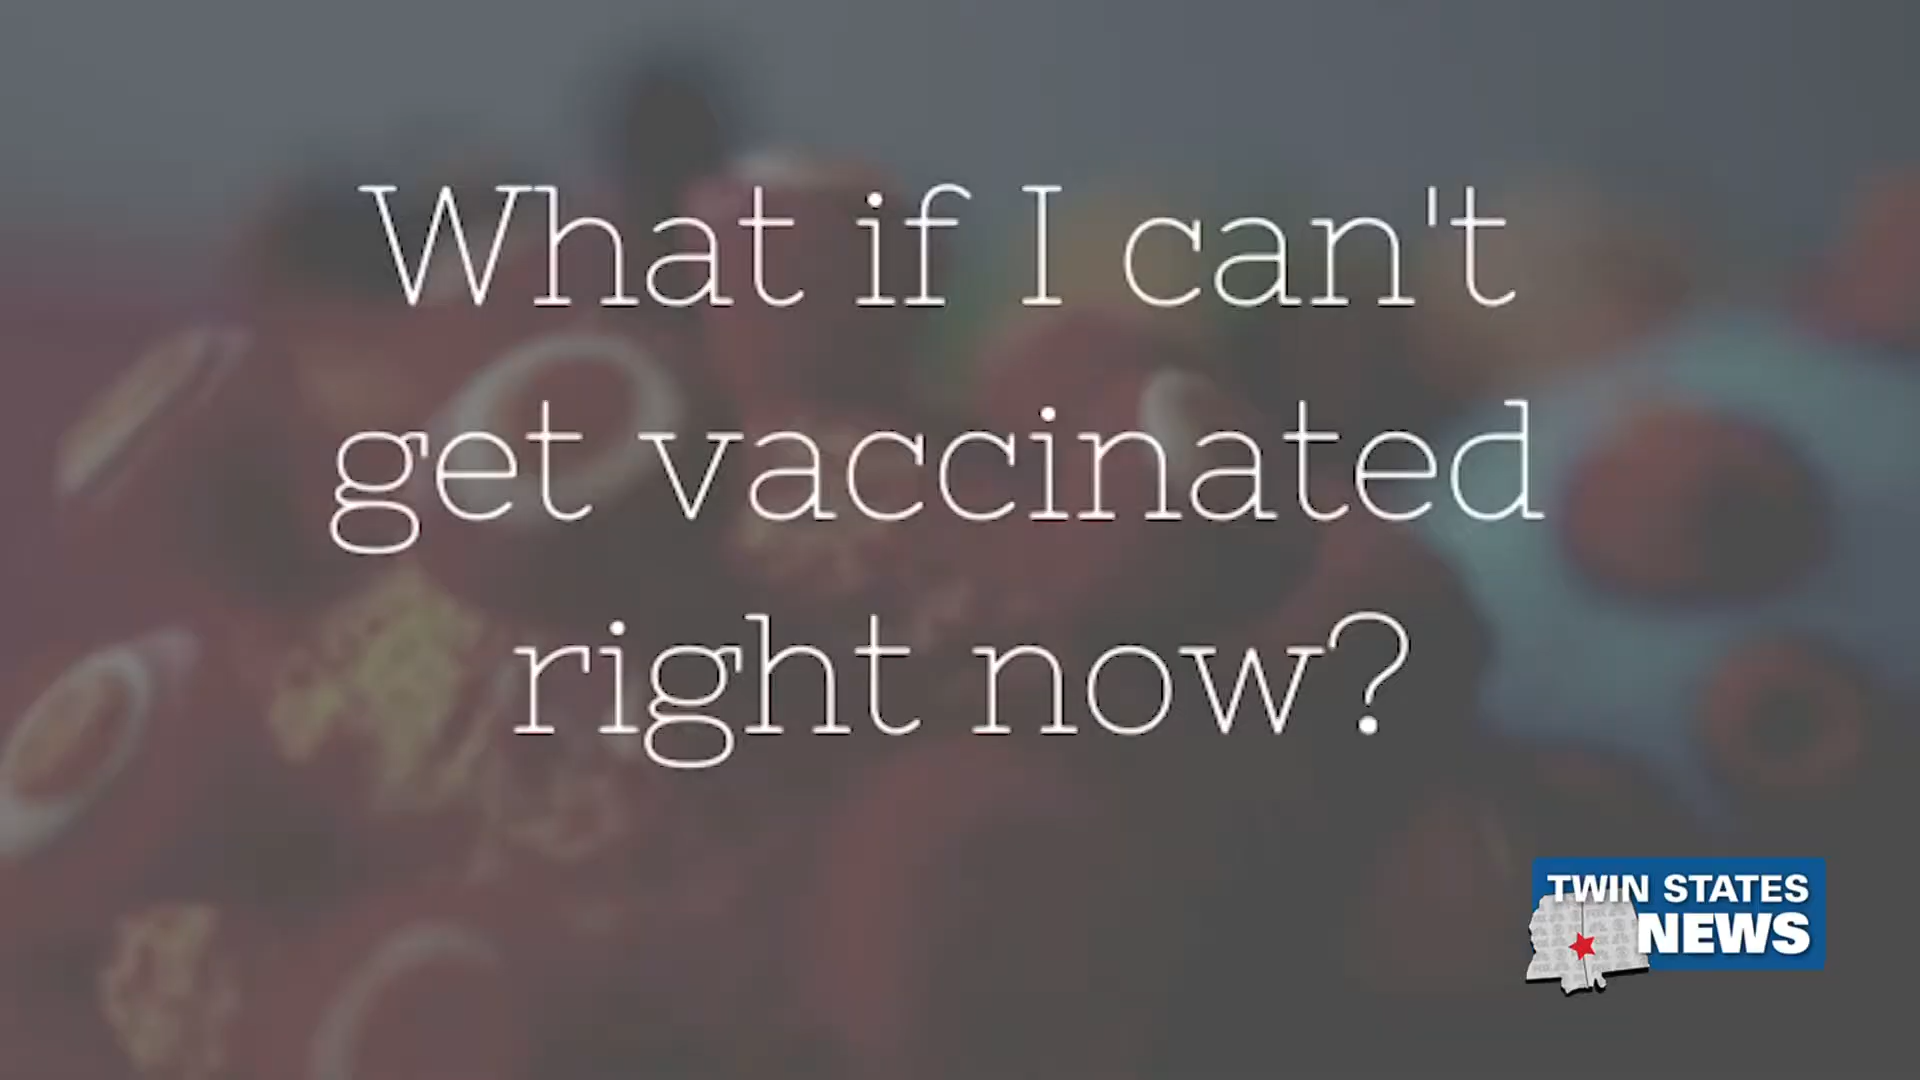 What if I can't
get vaccinated
right now?
TWIN STATES
NEWS